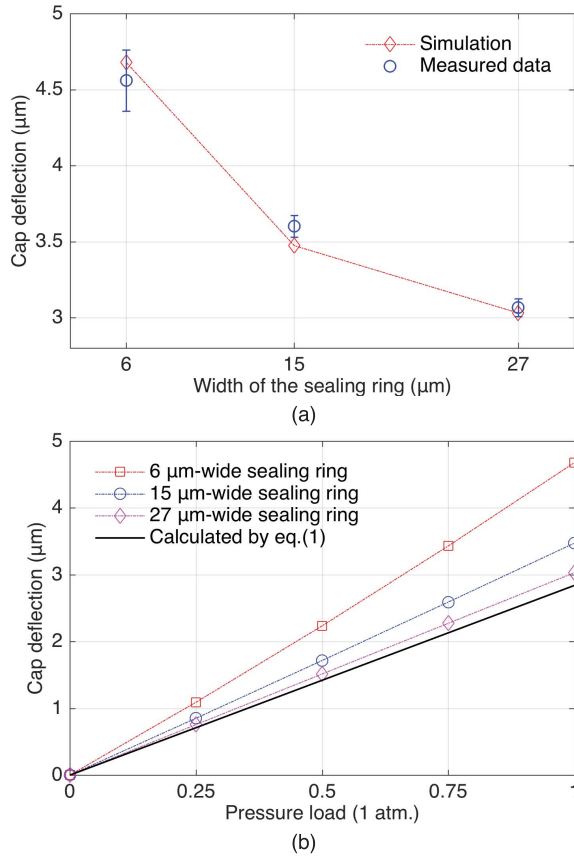 5
4.5
4
3.5
3
Cap deflection (µm)
Simulation
Measured data
6
15
27
Width of the sealing ring (µm)
(a)
5
4
3
2
1
0
Cap deflection (µm)
6 µm-wide sealing ring
15 µm-wide sealing ring
27 µm-wide sealing ring
Calculated by eq.(1)
0
0.25
0.5
0.75
1
Pressure load (1 atm.)
(b)